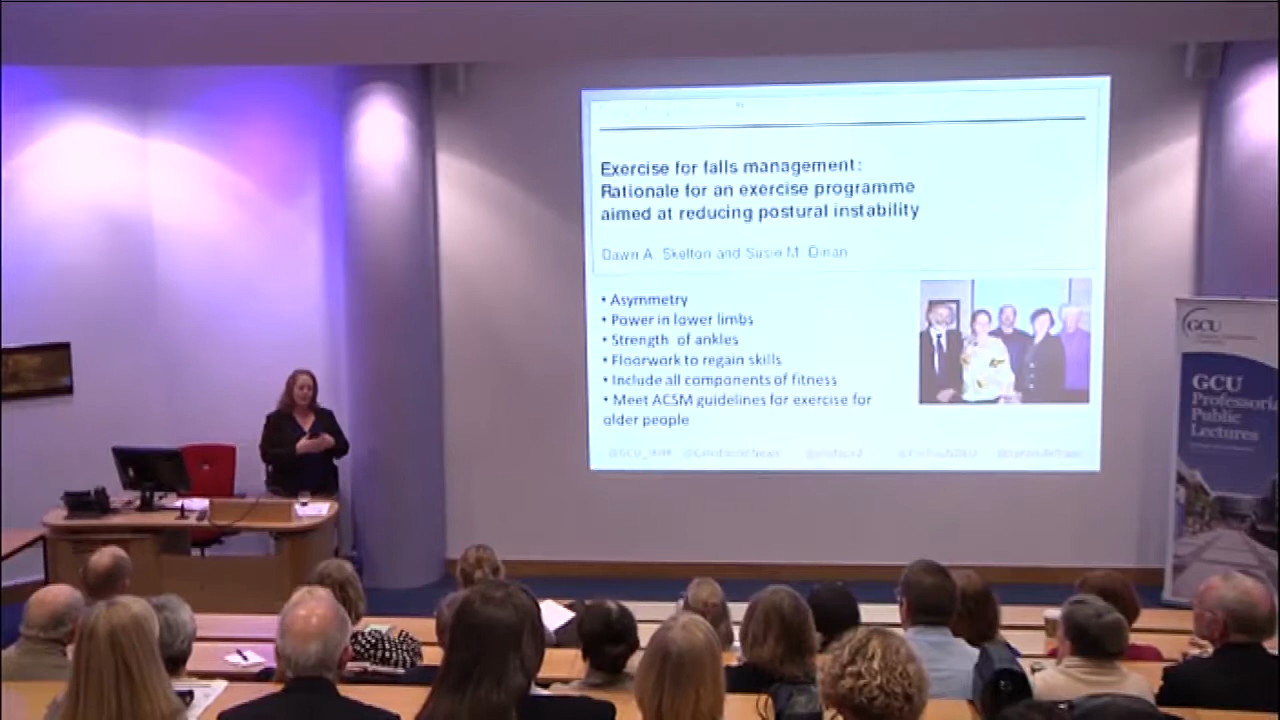 Exercise for falls management:
Rationale for an exercise programme
aimed at reducing postural instability
Dawn A. Skelton and Susie M. Dinan
• Asymmetry
• Power in lower limbs
• Strength of ankles
• Floorwork to regain skills
• Include all components of fitness
• Meet ACSM guidelines for exercise for
older people
GCU
GCU
Professoria
Public
Lectures